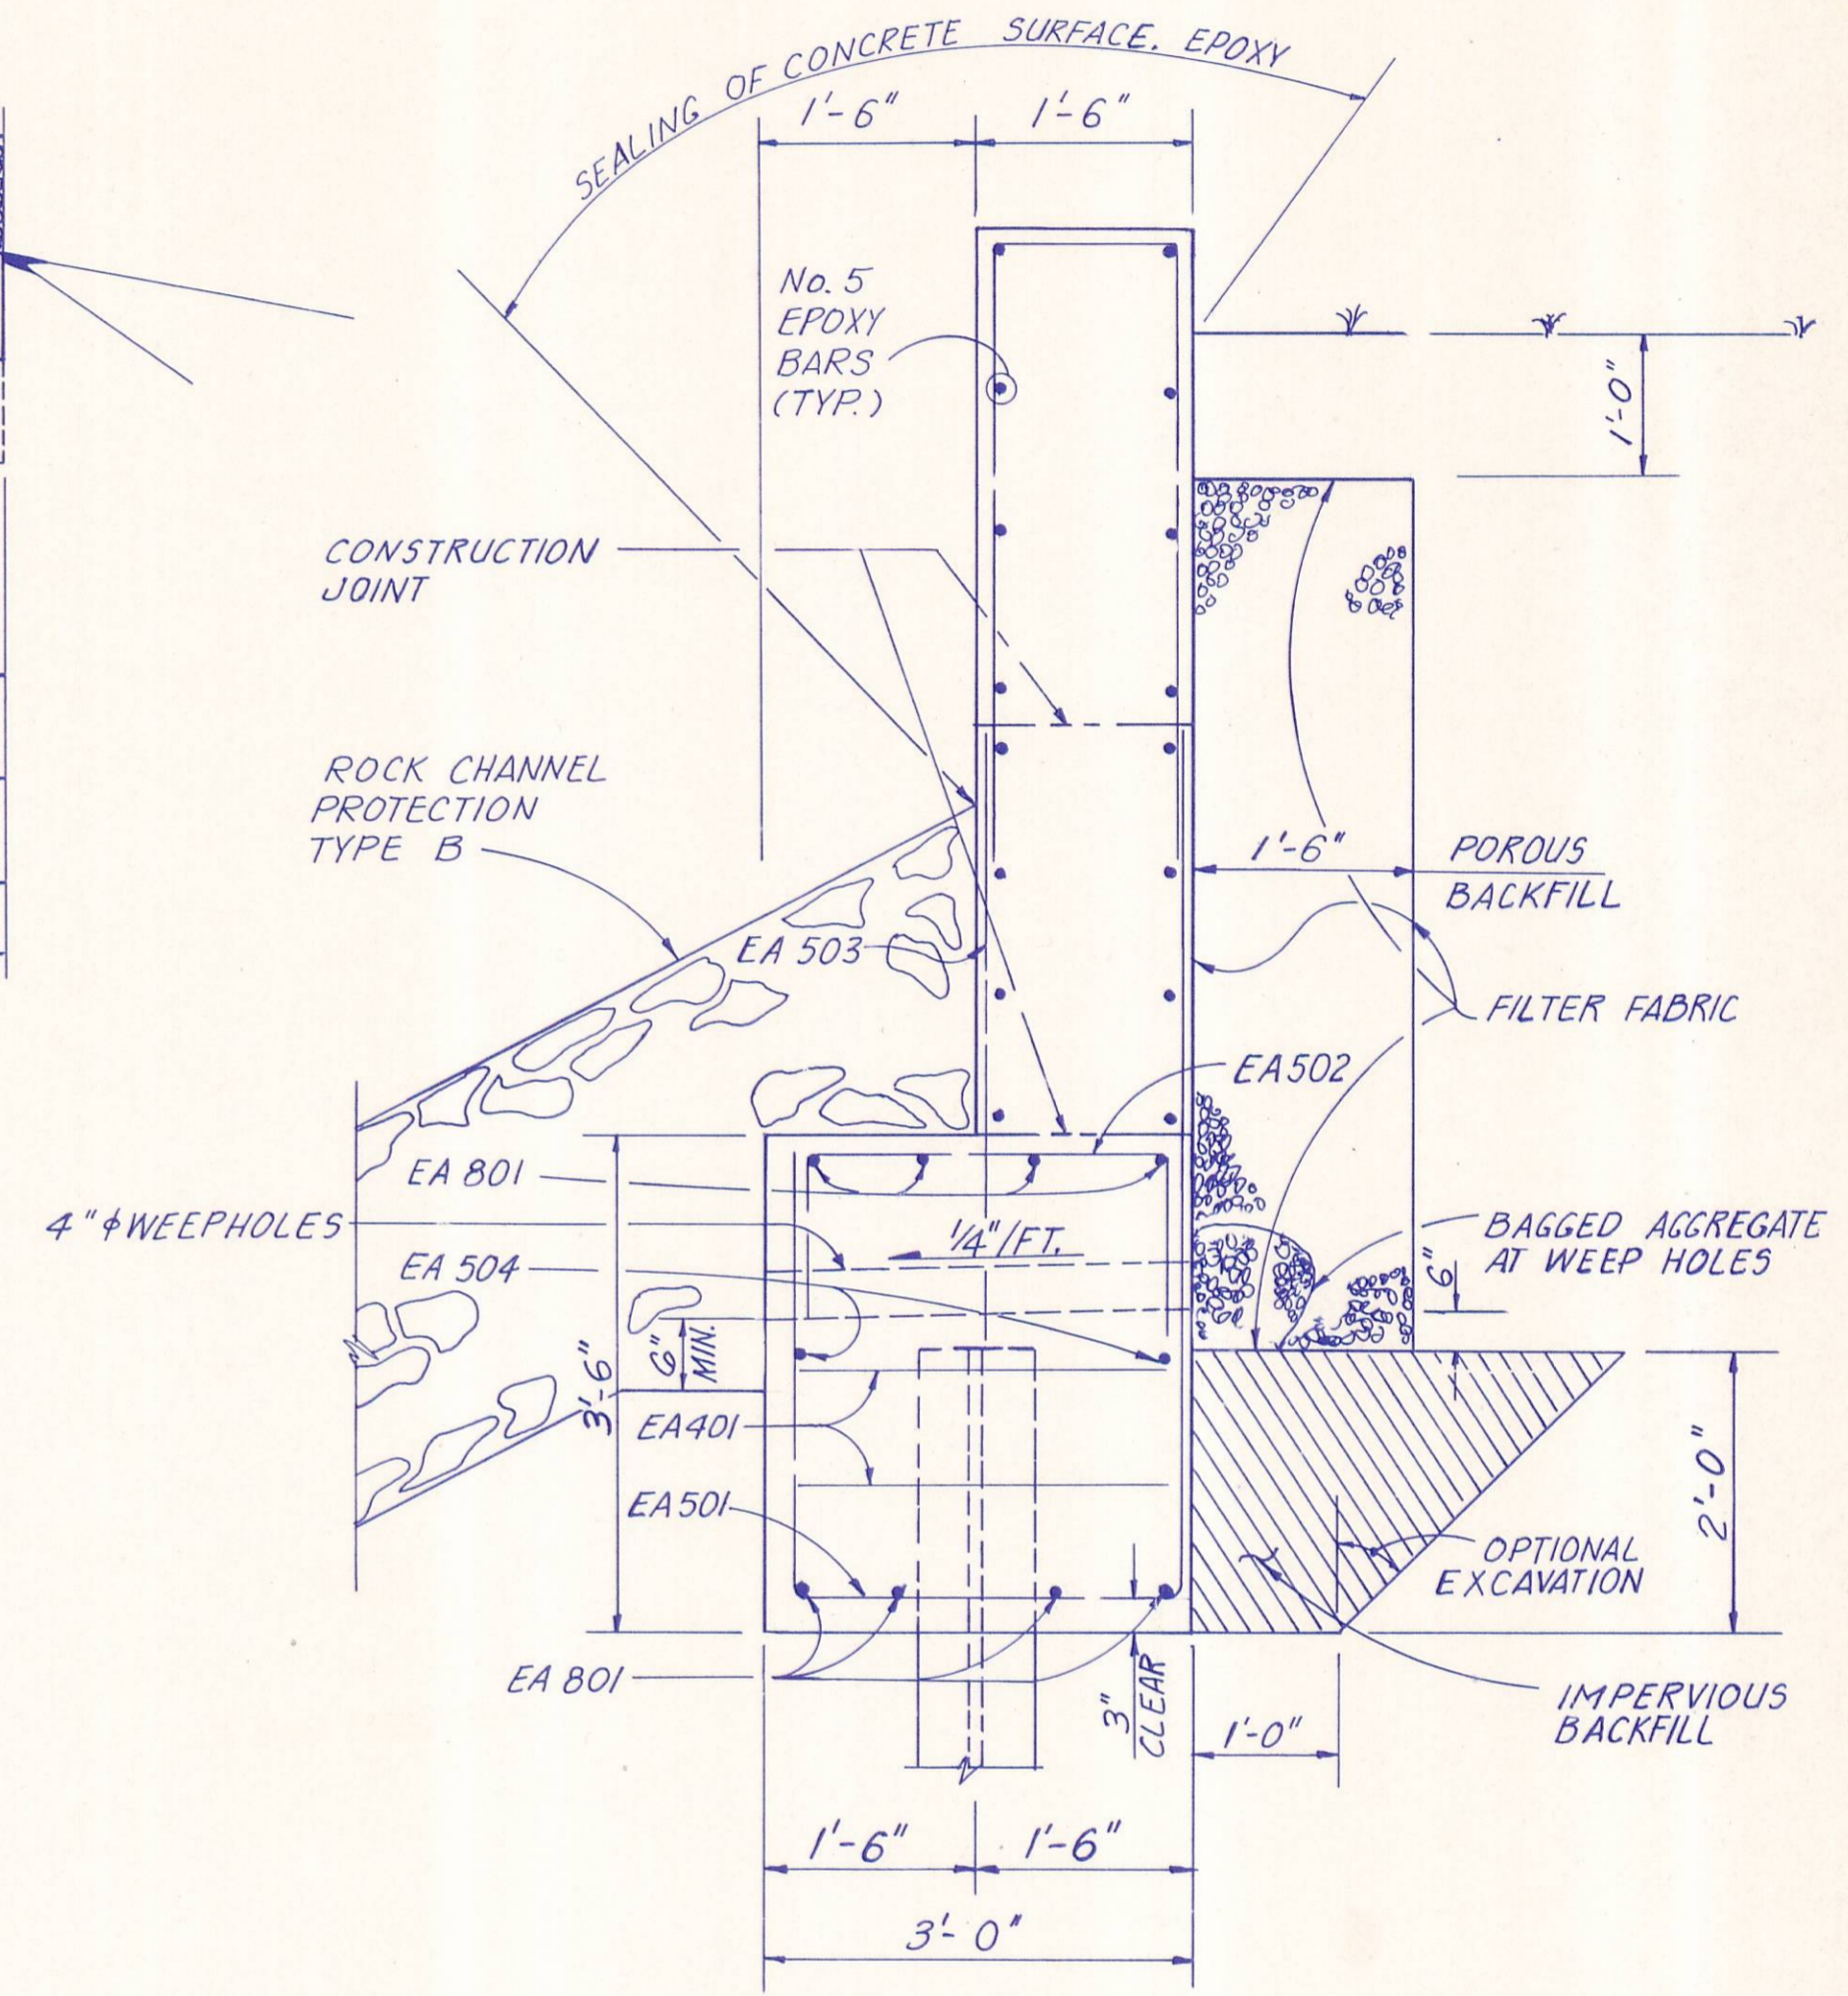 SEALING OF CONCRETE SURFACE. EPOXY
1'-6"
1'-6"
No. 5
EPOXY
BARS
(TYP.)
1'-0"
CONSTRUCTION
JOINT
ROCK CHANNEL
PROTECTION
TYPE B
1'-6"
POROUS
BACKFILL
EA 503
FILTER FABRIC
EA502
EA 801
4"ϕ WEEPHOLES
1/4"/FT.
BAGGED AGGREGATE
AT WEEP HOLES
EA 504
6"
6"
MIN.
3'-6"
EA401
EA501
2'-0"
OPTIONAL
EXCAVATION
EA 801
3"
CLEAR
1'-0"
IMPERVIOUS
BACKFILL
1'-6"
1'-6"
3'-0"